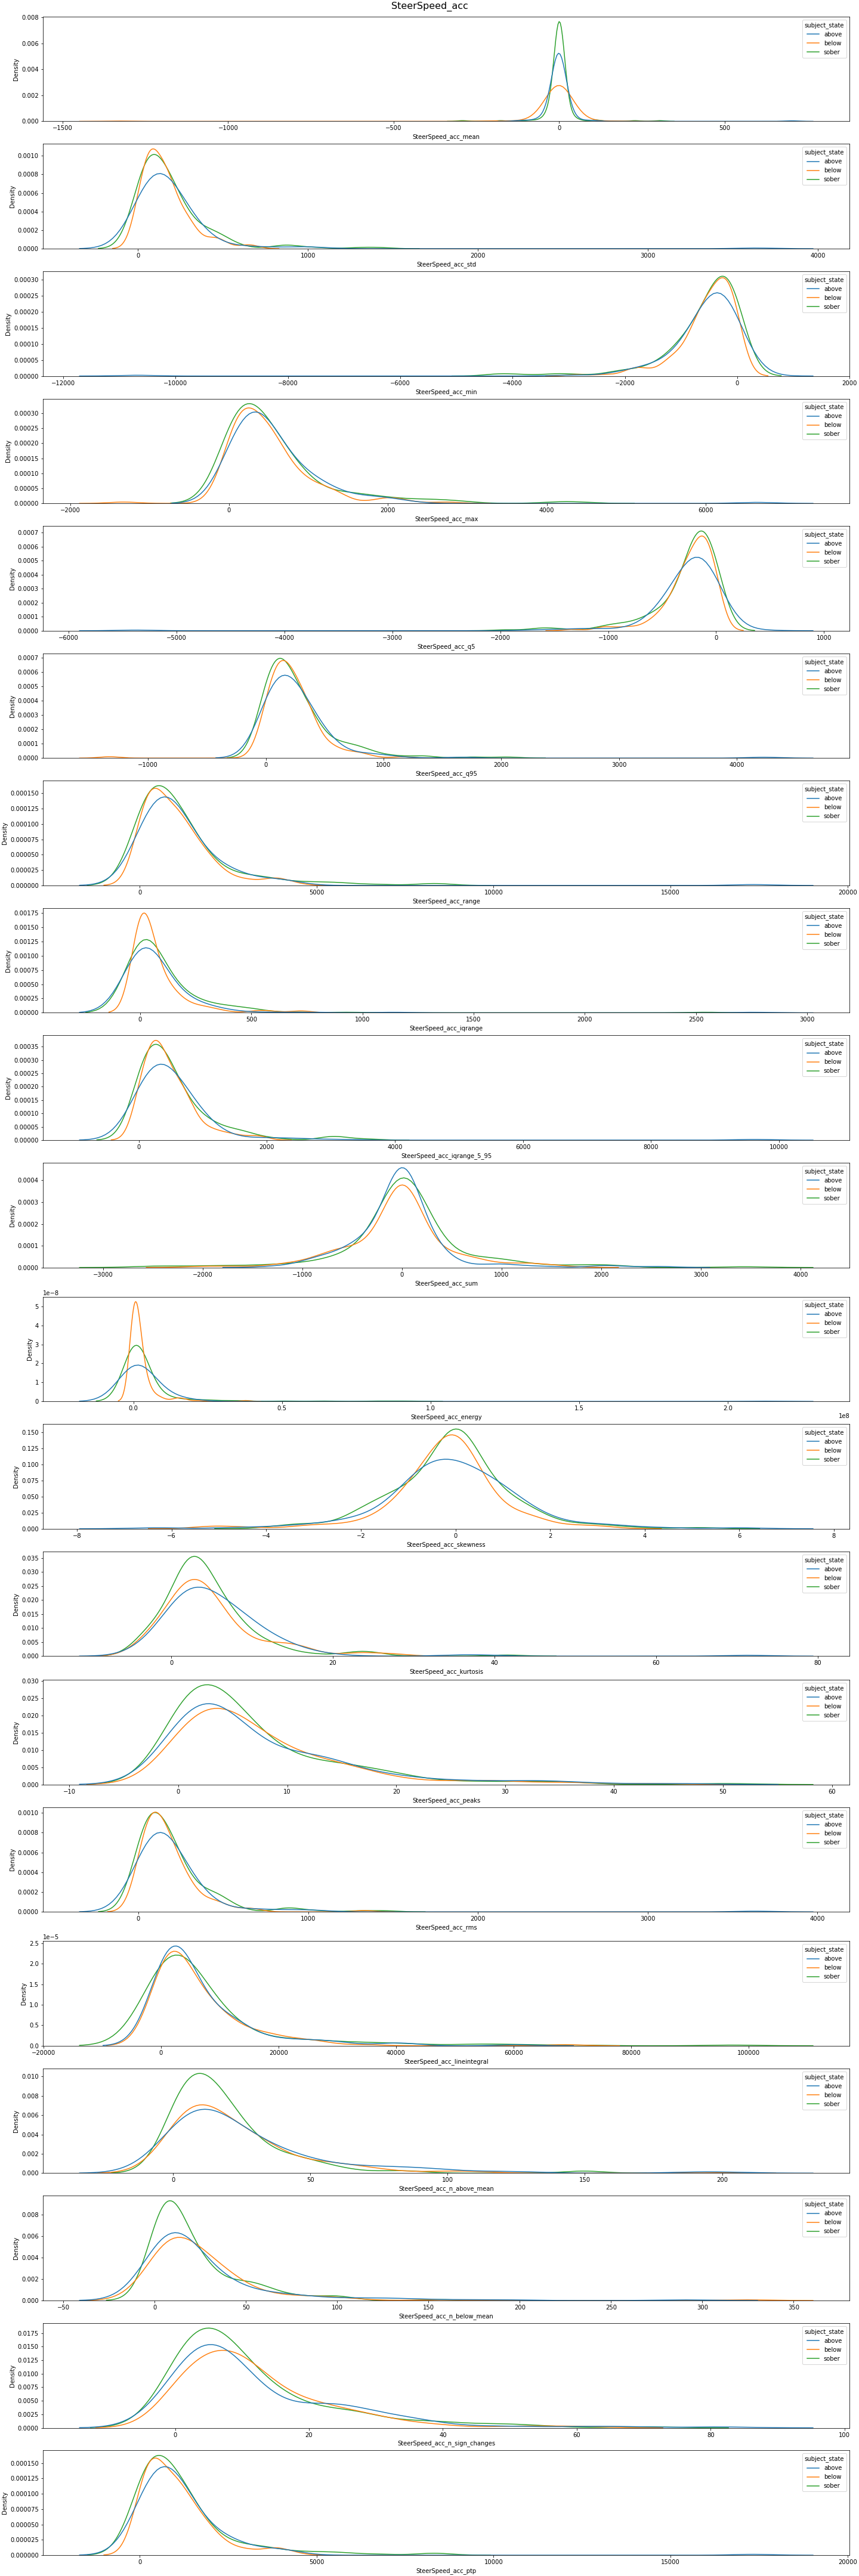 SteerSpeed_acc
0.008
0.006
0.004
0.002
0.000
Density
subject_state
above
below
sober
−1500 −1000 −500 0 500
SteerSpeed_acc_mean
0.0010
0.0008
0.0006
0.0004
0.0002
0.0000
Density
subject_state
above
below
sober
0 1000 2000 3000 4000
SteerSpeed_acc_std
0.00030
0.00025
0.00020
0.00015
0.00010
0.00005
0.00000
Density
subject_state
above
below
sober
−12000 −10000 −8000 −6000 −4000 −2000 0 2000
SteerSpeed_acc_min
0.00030
0.00025
0.00020
0.00015
0.00010
0.00005
0.00000
Density
subject_state
above
below
sober
−2000 0 2000 4000 6000
SteerSpeed_acc_max
0.0007
0.0006
0.0005
0.0004
0.0003
0.0002
0.0001
0.0000
Density
subject_state
above
below
sober
−6000 −5000 −4000 −3000 −2000 −1000 0 1000
SteerSpeed_acc_q5
0.0007
0.0006
0.0005
0.0004
0.0003
0.0002
0.0001
0.0000
Density
subject_state
above
below
sober
−1000 0 1000 2000 3000 4000
SteerSpeed_acc_q95
0.000150
0.000125
0.000100
0.000075
0.000050
0.000025
0.000000
Density
subject_state
above
below
sober
0 5000 10000 15000 20000
SteerSpeed_acc_range
0.00175
0.00150
0.00125
0.00100
0.00075
0.00050
0.00025
0.00000
Density
subject_state
above
below
sober
0 500 1000 1500 2000 2500 3000
SteerSpeed_acc_iqrange
0.00035
0.00030
0.00025
0.00020
0.00015
0.00010
0.00005
0.00000
Density
subject_state
above
below
sober
0 2000 4000 6000 8000 10000
SteerSpeed_acc_iqrange_5_95
0.0004
0.0003
0.0002
0.0001
0.0000
Density
subject_state
above
below
sober
−3000 −2000 −1000 0 1000 2000 3000 4000
SteerSpeed_acc_sum
1e−8
5
4
3
2
1
0
Density
subject_state
above
below
sober
0.0 0.5 1.0 1.5 2.0
SteerSpeed_acc_energy
1e8
0.150
0.125
0.100
0.075
0.050
0.025
0.000
Density
subject_state
above
below
sober
−8 −6 −4 −2 0 2 4 6 8
SteerSpeed_acc_skewness
0.035
0.030
0.025
0.020
0.015
0.010
0.005
0.000
Density
subject_state
above
below
sober
0 20 40 60 80
SteerSpeed_acc_kurtosis
0.030
0.025
0.020
0.015
0.010
0.005
0.000
Density
subject_state
above
below
sober
−10 0 10 20 30 40 50 60
SteerSpeed_acc_peaks
0.0010
0.0008
0.0006
0.0004
0.0002
0.0000
Density
subject_state
above
below
sober
0 1000 2000 3000 4000
SteerSpeed_acc_rms
1e−5
2.5
2.0
1.5
1.0
0.5
0.0
Density
subject_state
above
below
sober
−20000 0 20000 40000 60000 80000 100000
SteerSpeed_acc_lineintegral
0.010
0.008
0.006
0.004
0.002
0.000
Density
subject_state
above
below
sober
0 50 100 150 200
SteerSpeed_acc_n_above_mean
0.008
0.006
0.004
0.002
0.000
Density
subject_state
above
below
sober
−50 0 50 100 150 200 250 300 350
SteerSpeed_acc_n_below_mean
0.0175
0.0150
0.0125
0.0100
0.0075
0.0050
0.0025
0.0000
Density
subject_state
above
below
sober
0 20 40 60 80 100
SteerSpeed_acc_n_sign_changes
0.000150
0.000125
0.000100
0.000075
0.000050
0.000025
0.000000
Density
subject_state
above
below
sober
0 5000 10000 15000 20000
SteerSpeed_acc_ptp